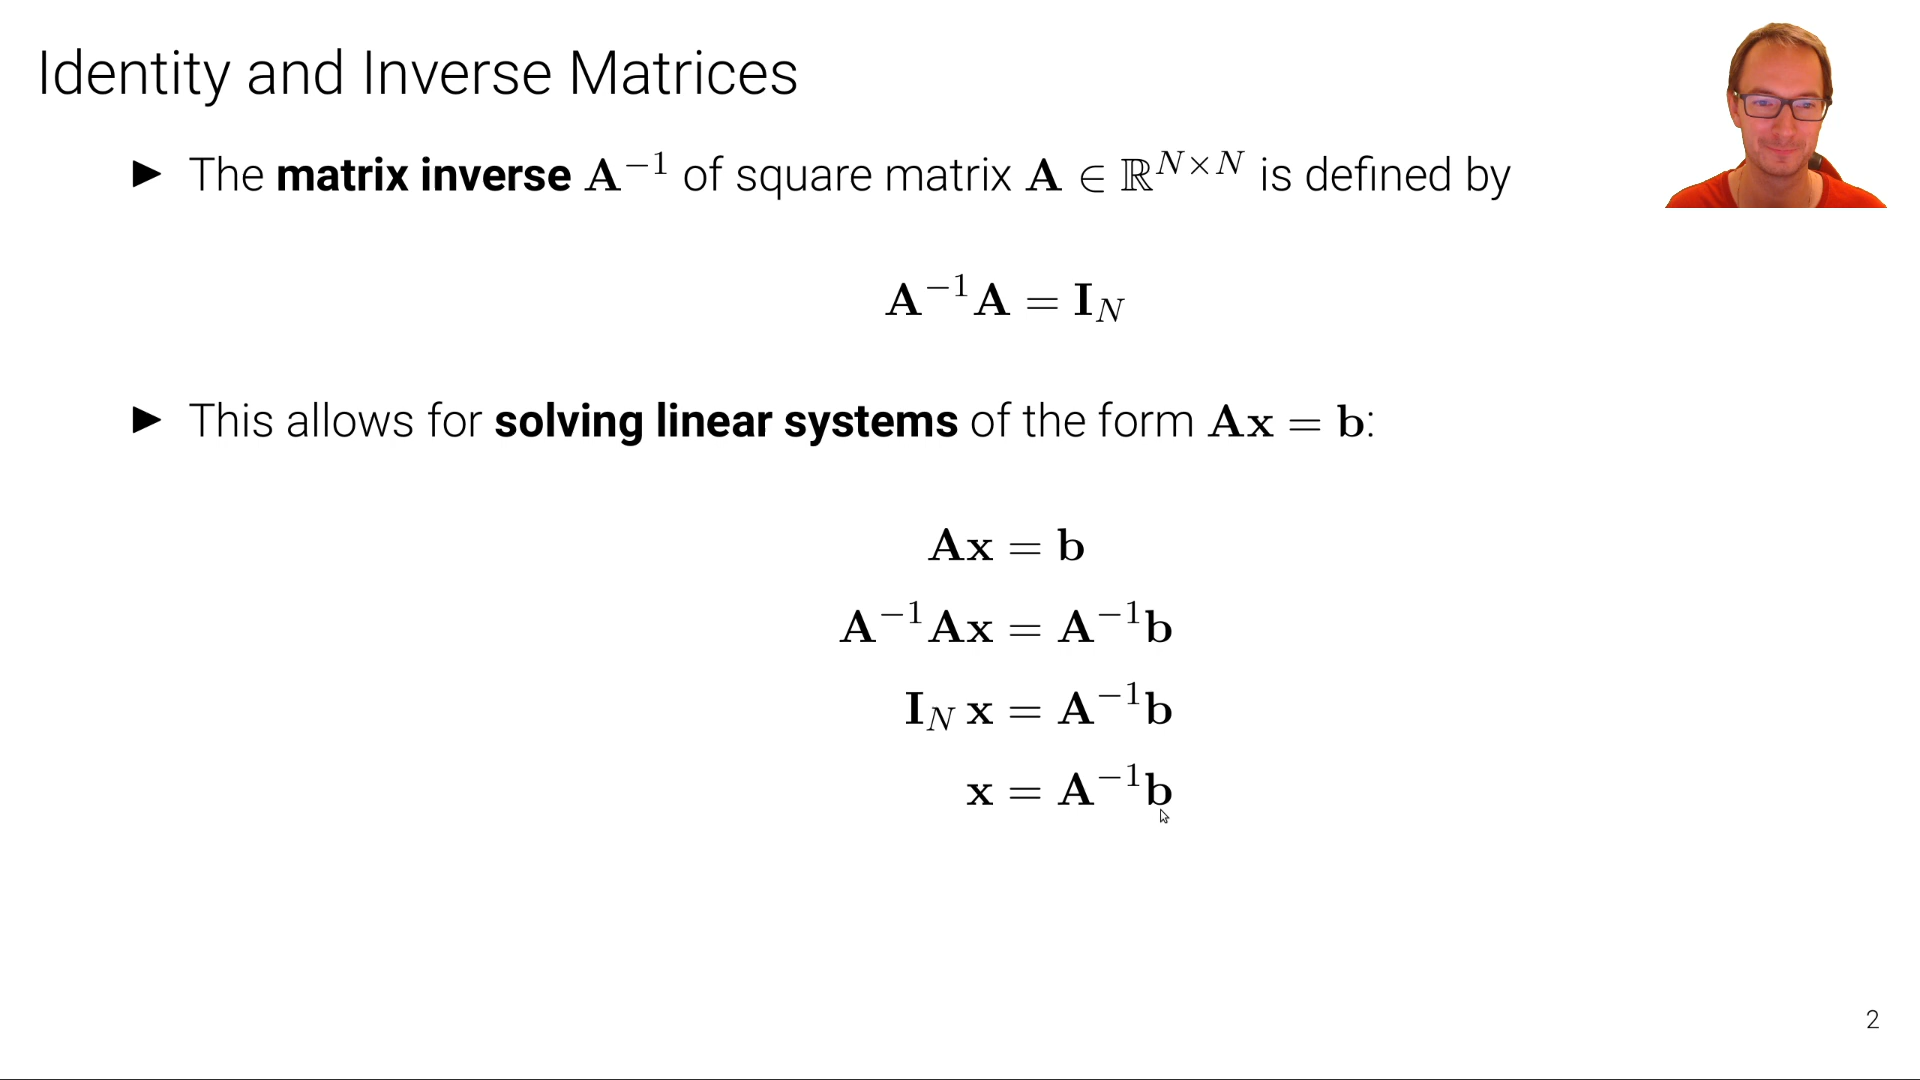 Identity and Inverse Matrices
▶ The matrix inverse A⁻¹ of square matrix A ∈ ℝᴺˣᴺ is defined by
A⁻¹A = I_N
▶ This allows for solving linear systems of the form Ax = b:
Ax = b
A⁻¹Ax = A⁻¹b
I_N x = A⁻¹b
x = A⁻¹b
2